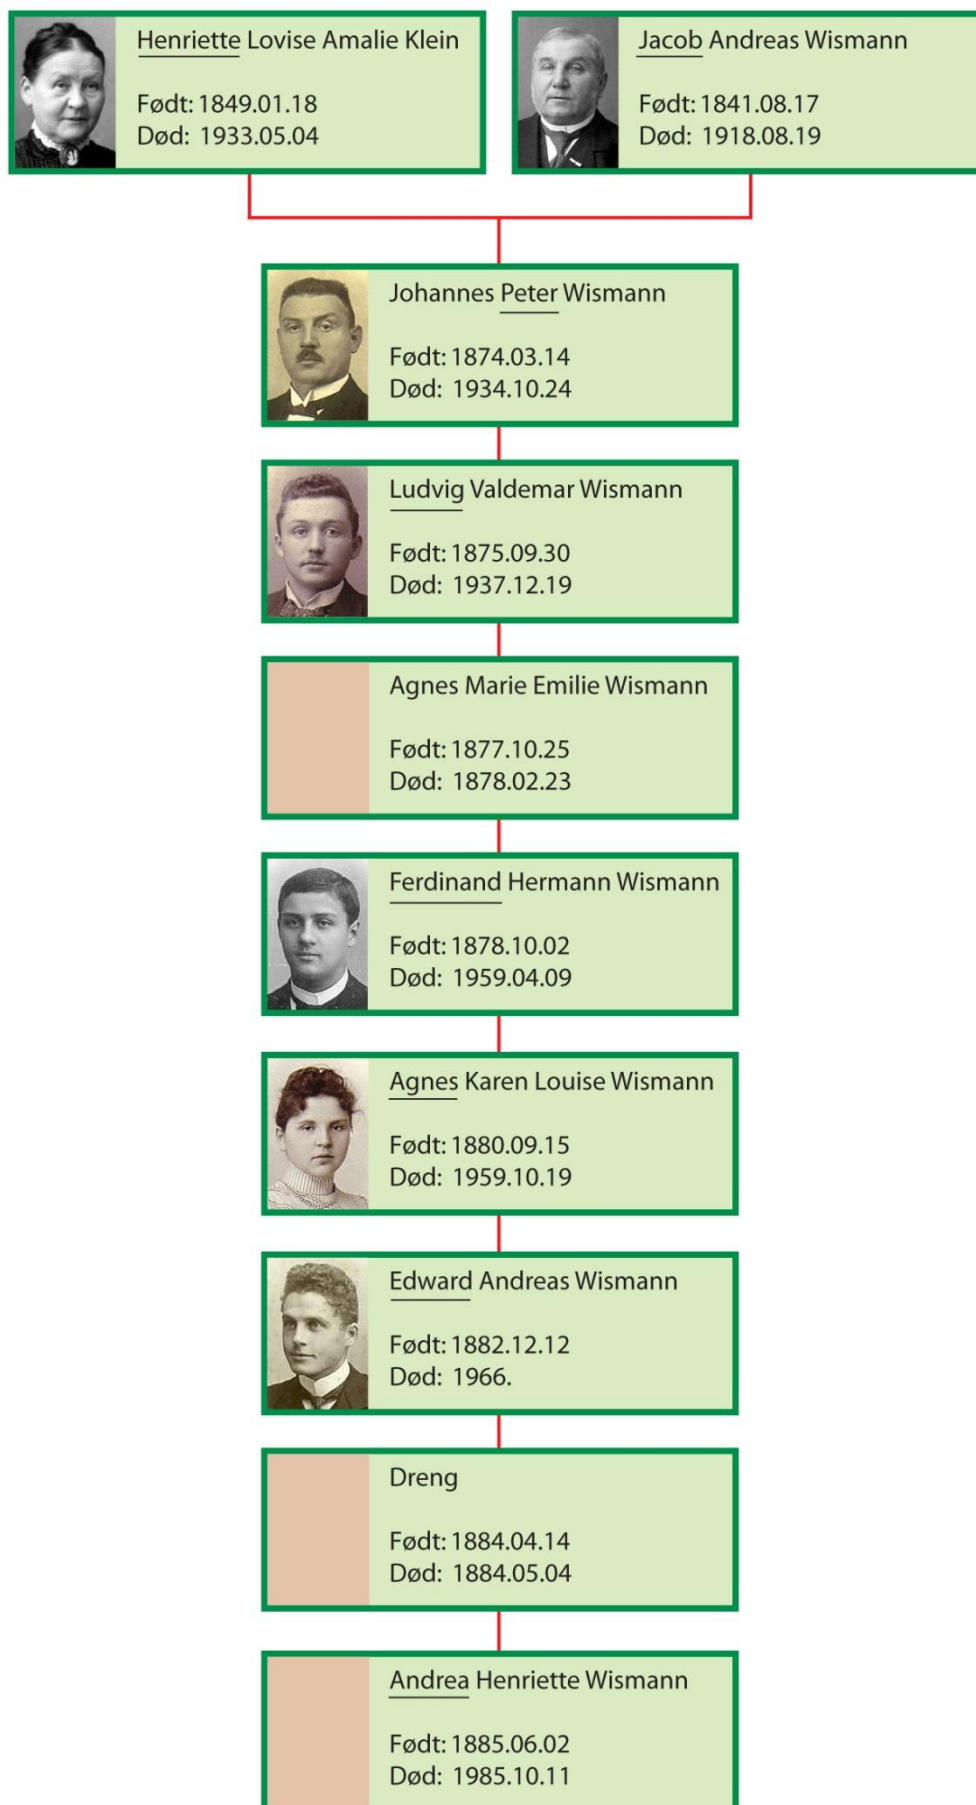 Henriette Lovise Amalie Klein
Født: 1849.01.18
Død: 1933.05.04
Jacob Andreas Wismann
Født: 1841.08.17
Død: 1918.08.19
Johannes Peter Wismann
Født: 1874.03.14
Død: 1934.10.24
Ludvig Valdemar Wismann
Født: 1875.09.30
Død: 1937.12.19
Agnes Marie Emilie Wismann
Født: 1877.10.25
Død: 1878.02.23
Ferdinand Hermann Wismann
Født: 1878.10.02
Død: 1959.04.09
Agnes Karen Louise Wismann
Født: 1880.09.15
Død: 1959.10.19
Edward Andreas Wismann
Født: 1882.12.12
Død: 1966.
Dreng
Født: 1884.04.14
Død: 1884.05.04
Andrea Henriette Wismann
Født: 1885.06.02
Død: 1985.10.11